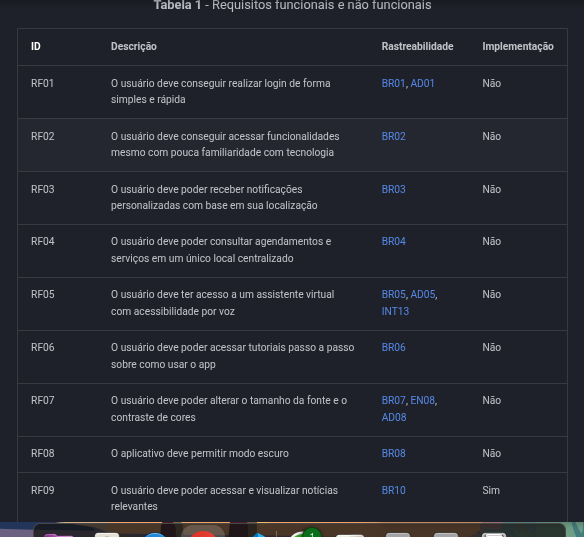 Tabela 1 - Requisitos funcionais e não funcionais
ID Descrição Rastreabilidade Implementação
RF01 O usuário deve conseguir realizar login de forma BR01, AD01 Não
simples e rápida
RF02 O usuário deve conseguir acessar funcionalidades BR02 Não
mesmo com pouca familiaridade com tecnologia
RF03 O usuário deve poder receber notificações BR03 Não
personalizadas com base em sua localização
RF04 O usuário deve poder consultar agendamentos e BR04 Não
serviços em um único local centralizado
RF05 O usuário deve ter acesso a um assistente virtual BR05, AD05, Não
com acessibilidade por voz INT13
RF06 O usuário deve poder acessar tutoriais passo a passo BR06 Não
sobre como usar o app
RF07 O usuário deve poder alterar o tamanho da fonte e o BR07, EN08, Não
contraste de cores AD08
RF08 O aplicativo deve permitir modo escuro BR08 Não
RF09 O usuário deve poder acessar e visualizar notícias BR10 Sim
relevantes
1